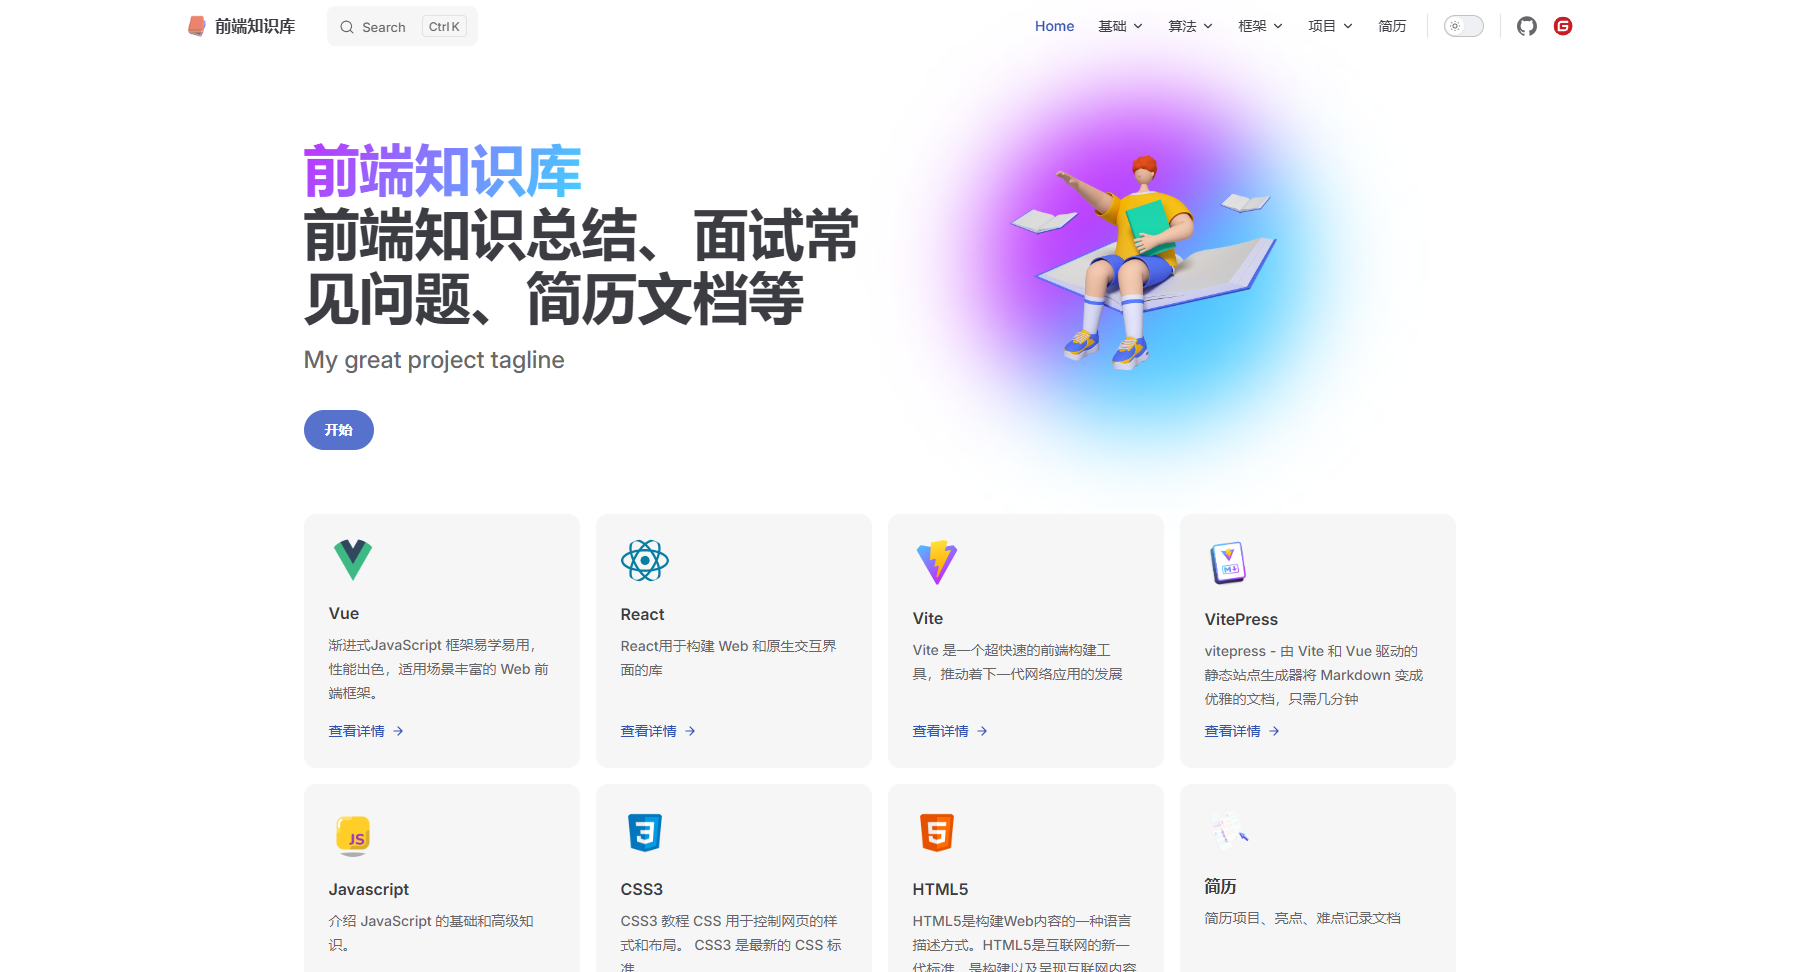 前端知识库
Search Ctrl K
Home 基础 算法 框架 项目 简历
前端知识库
前端知识总结、面试常
见问题、简历文档等
My great project tagline
开始
Vue
渐进式JavaScript 框架易学易用，
性能出色，适用场景丰富的 Web 前
端框架。
查看详情
React
React用于构建 Web 和原生交互界
面的库
查看详情
Vite
Vite 是一个超快速的前端构建工
具，推动着下一代网络应用的发展
查看详情
VitePress
vitepress - 由 Vite 和 Vue 驱动的
静态站点生成器将 Markdown 变成
优雅的文档，只需几分钟
查看详情
JS
Javascript
介绍 JavaScript 的基础和高级知
识。
CSS3
CSS3 教程 CSS 用于控制网页的样
式和布局。 CSS3 是最新的 CSS 标
准
HTML5
HTML5是构建Web内容的一种语言
描述方式。HTML5是互联网的新一
代标准，是构建以及呈现互联网内容
简历
简历项目、亮点、难点记录文档